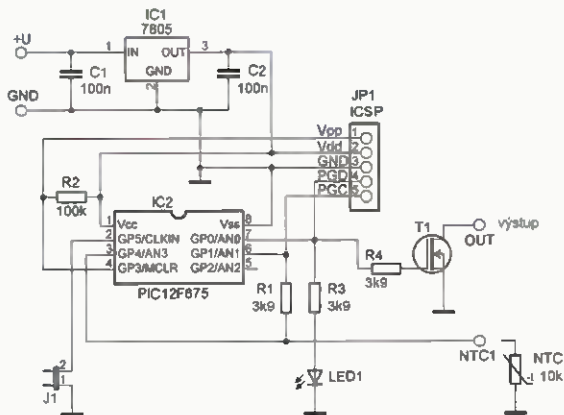 IC1
7805
+U
1
IN
OUT
3
GND
2
C1
100n
C2
100n
GND
JP1
ICSP
Vpp 1
Vdd 2
GND 3
PGD 4
PGC 5
R2
100k
IC2
1 Vcc
Vss 8
2 GP5/CLKIN
GP0/AN0 7
3 GP4/AN3
GP1/AN1 6
4 GP3/MCLR
GP2/AN2 5
PIC12F675
T1
výstup
OUT
R4
3k9
R1
3k9
R3
3k9
NTC1
NTC
-t
10k
2
1
J1
LED1